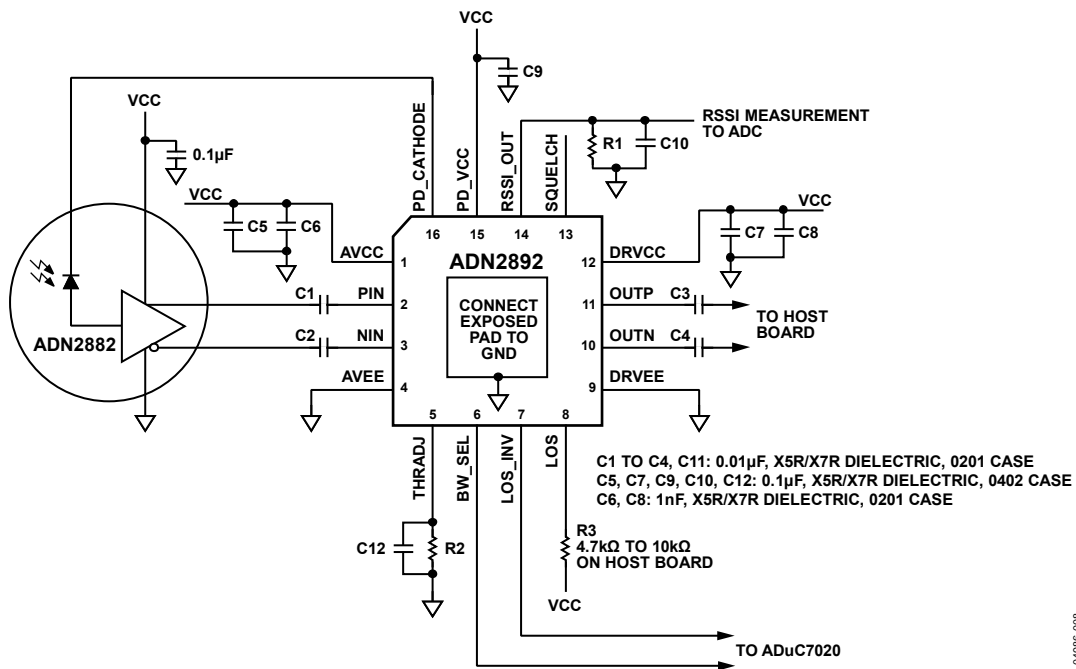 VCC
C9
VCC
0.1µF
PD_CATHODE
PD_VCC
RSSI_OUT
SQUELCH
R1
C10
RSSI MEASUREMENT
TO ADC
VCC
C5
C6
AVCC
16
15
14
13
VCC
C7
C8
DRVCC
1
ADN2892
12
C1
PIN
2
CONNECT
EXPOSED
PAD TO
GND
11
OUTP
C3
TO HOST
BOARD
ADN2882
C2
NIN
3
10
OUTN
C4
AVEE
4
9
DRVEE
5
6
7
8
THRADJ
BW_SEL
LOS_INV
LOS
C1 TO C4, C11: 0.01µF, X5R/X7R DIELECTRIC, 0201 CASE
C5, C7, C9, C10, C12: 0.1µF, X5R/X7R DIELECTRIC, 0402 CASE
C6, C8: 1nF, X5R/X7R DIELECTRIC, 0201 CASE
C12
R2
R3
4.7kΩ TO 10kΩ
ON HOST BOARD
VCC
TO ADuC7020